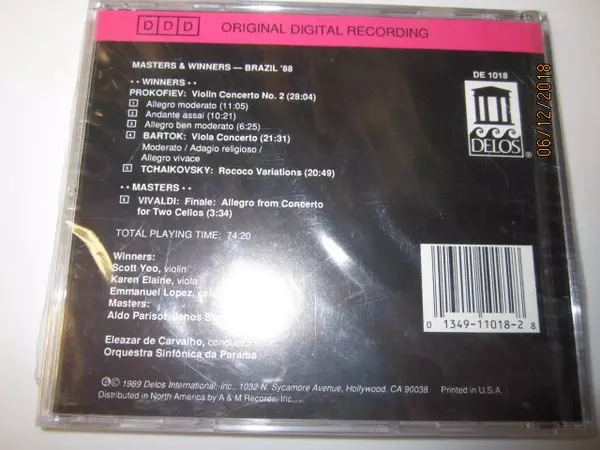 D D D ORIGINAL DIGITAL RECORDING
MASTERS & WINNERS — BRAZIL '88
DE 1018
•• WINNERS ••
PROKOFIEV: Violin Concerto No. 2 (28:04)
1 Allegro moderato (11:05)
2 Andante assai (10:21)
3 Allegro ben moderato (6:25)
4 BARTOK: Viola Concerto (21:31)
Moderato / Adagio religioso /
Allegro vivace
5 TCHAIKOVSKY: Rococo Variations (20:49)
•• MASTERS ••
6 VIVALDI: Finale: Allegro from Concerto
for Two Cellos (3:34)
TOTAL PLAYING TIME: 74:20
DELOS ®
06/12/2018
Winners:
Scott Yoo, violin
Karen Elaine, viola
Emmanuel Lopez,
Masters:
Aldo Parisot, Janos
Eleazar de Carvalho, conductor
Orquestra Sinfônica da Paraíba
0 1349-11018-2 8
℗© 1989 Delos International, Inc., 1032 N. Sycamore Avenue, Hollywood, CA 90038 Printed in U.S.A.
Distributed in North America by A & M Records, Inc.